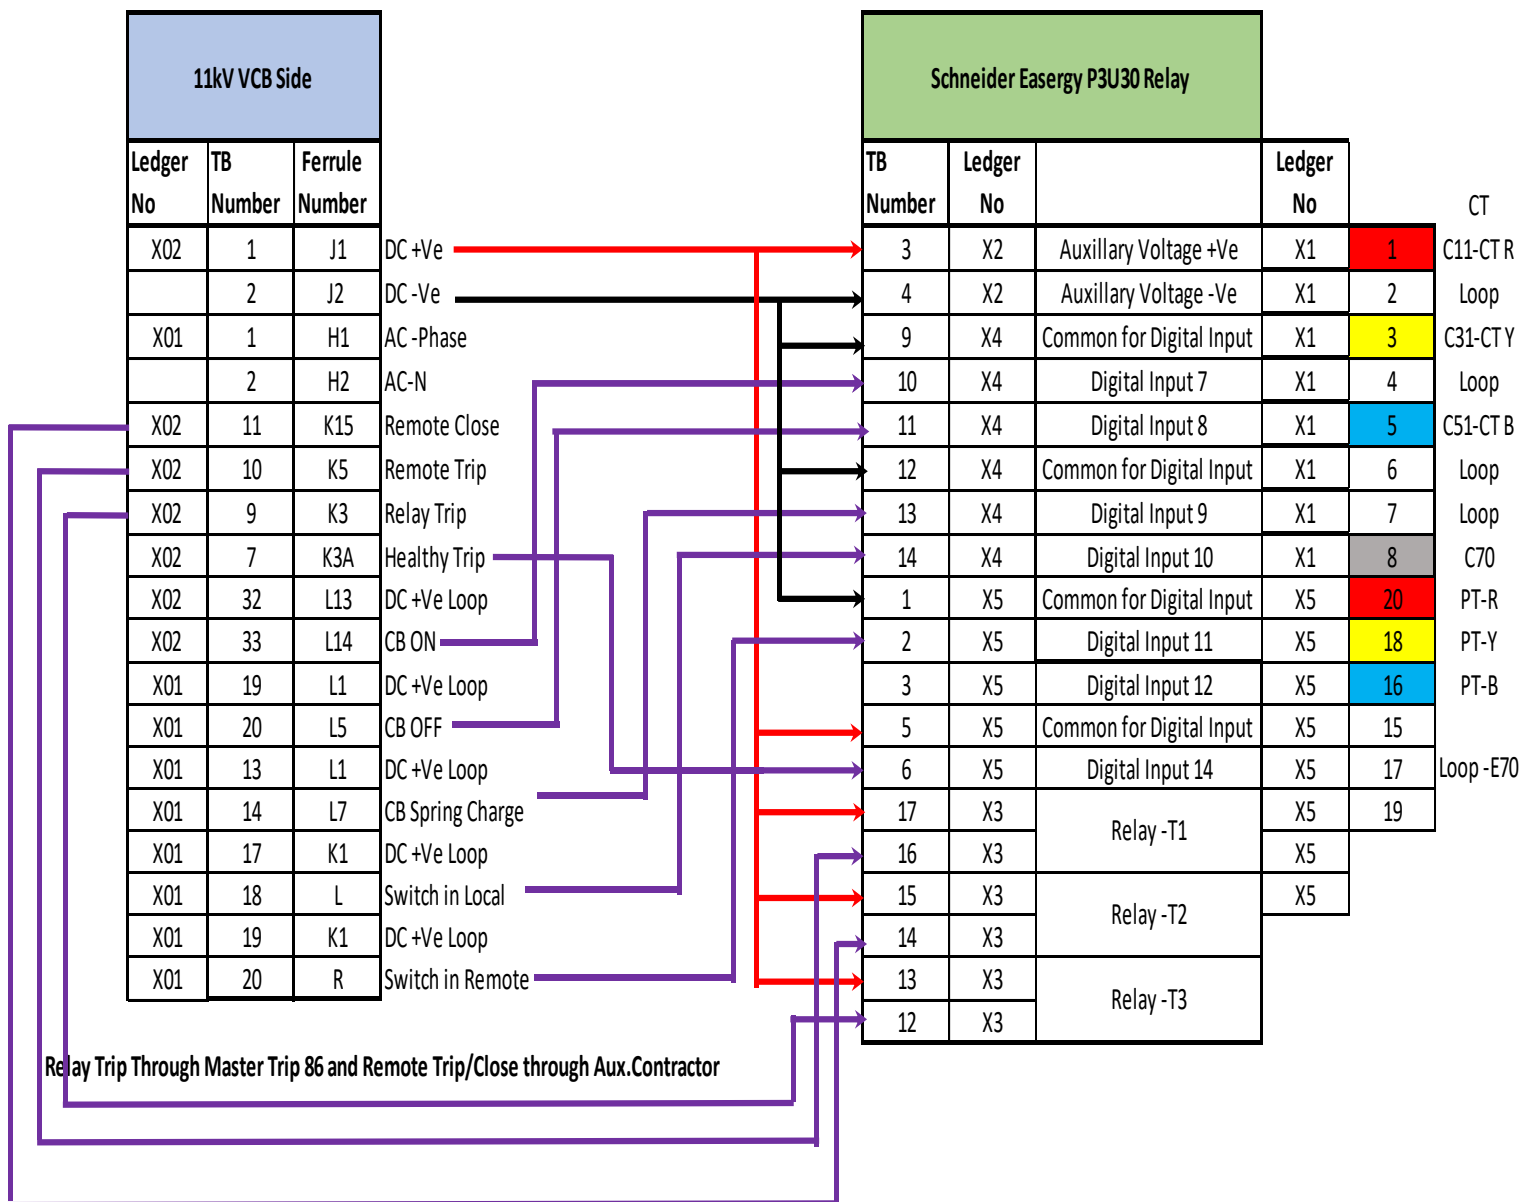 11kV VCB Side
Schneider Easergy P3U30 Relay
Ledger No TB Number Ferrule Number
TB Number Ledger No Ledger No CT
X02 1 J1 DC +Ve 3 X2 Auxillary Voltage +Ve X1 1 C11-CT R
2 J2 DC -Ve 4 X2 Auxillary Voltage -Ve X1 2 Loop
X01 1 H1 AC -Phase 9 X4 Common for Digital Input X1 3 C31-CT Y
2 H2 AC-N 10 X4 Digital Input 7 X1 4 Loop
X02 11 K15 Remote Close 11 X4 Digital Input 8 X1 5 C51-CT B
X02 10 K5 Remote Trip 12 X4 Common for Digital Input X1 6 Loop
X02 9 K3 Relay Trip 13 X4 Digital Input 9 X1 7 Loop
X02 7 K3A Healthy Trip 14 X4 Digital Input 10 X1 8 C70
X02 32 L13 DC +Ve Loop 1 X5 Common for Digital Input X5 20 PT-R
X02 33 L14 CB ON 2 X5 Digital Input 11 X5 18 PT-Y
X01 19 L1 DC +Ve Loop 3 X5 Digital Input 12 X5 16 PT-B
X01 20 L5 CB OFF 5 X5 Common for Digital Input X5 15
X01 13 L1 DC +Ve Loop 6 X5 Digital Input 14 X5 17 Loop -E70
X01 14 L7 CB Spring Charge 17 X3 Relay -T1 X5 19
X01 17 K1 DC +Ve Loop 16 X3 X5
X01 18 L Switch in Local 15 X3 Relay -T2 X5
X01 19 K1 DC +Ve Loop 14 X3
X01 20 R Switch in Remote 13 X3 Relay -T3
12 X3
Relay Trip Through Master Trip 86 and Remote Trip/Close through Aux.Contractor